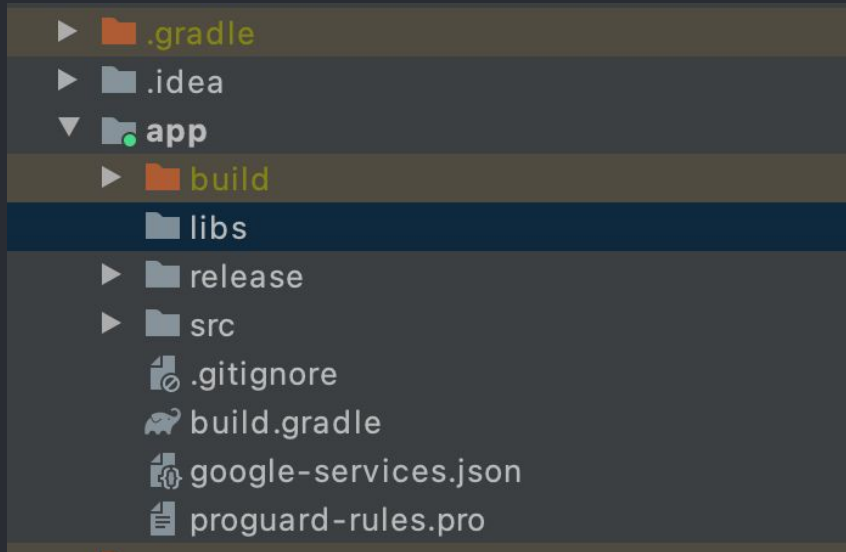 .gradle
.idea
app
build
libs
release
src
.gitignore
build.gradle
google-services.json
proguard-rules.pro